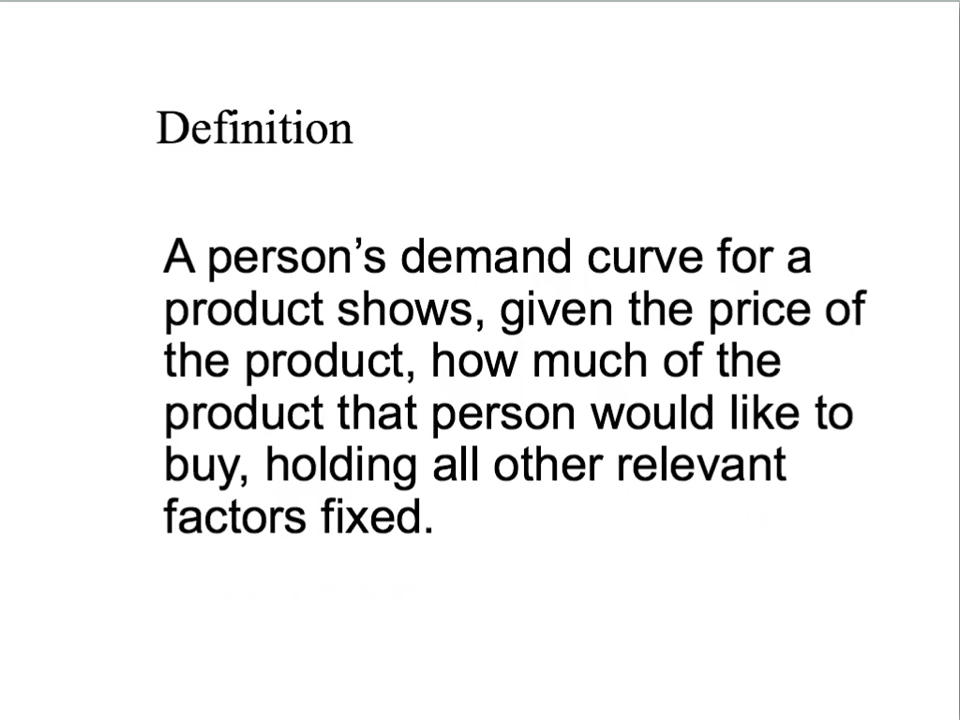 Definition
A person’s demand curve for a
product shows, given the price of
the product, how much of the
product that person would like to
buy, holding all other relevant
factors fixed.